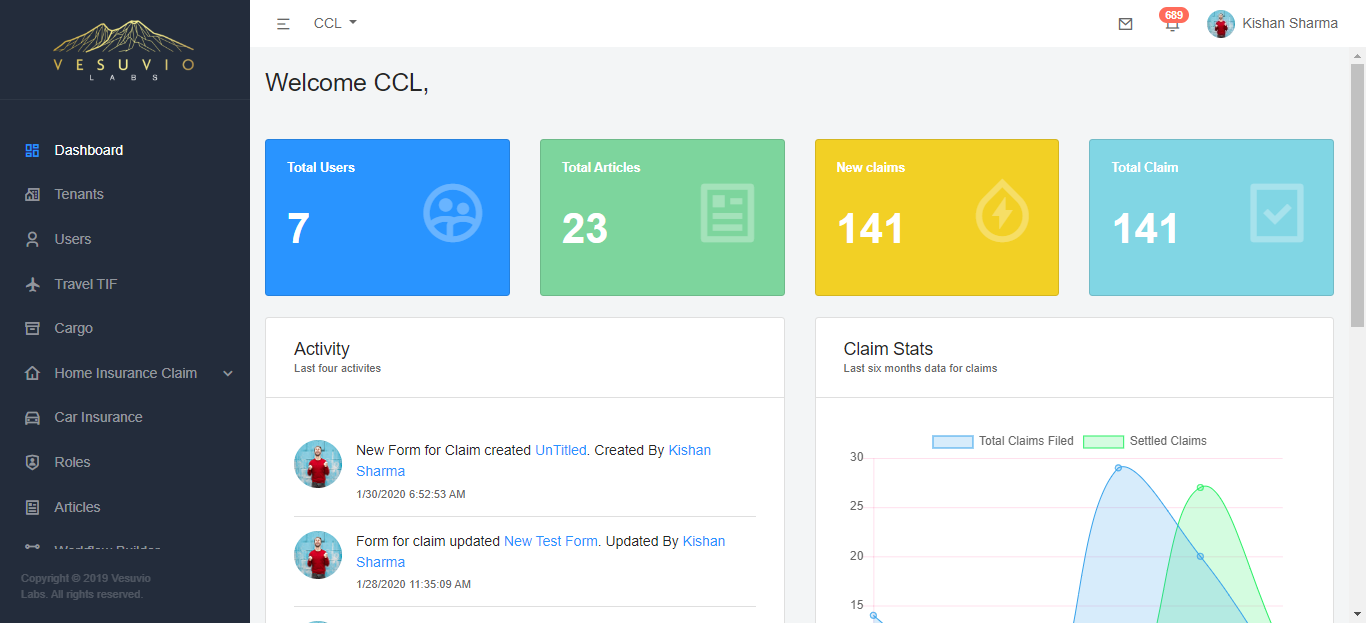 VESUVIO
LABS
CCL
689
Kishan Sharma
Dashboard
Tenants
Users
Travel TIF
Cargo
Home Insurance Claim
Car Insurance
Roles
Articles
Workflow Builder
Copyright © 2019 Vesuvio
Labs. All rights reserved.
Welcome CCL,
Total Users
7
Total Articles
23
New claims
141
Total Claim
141
Activity
Last four activites
New Form for Claim created UnTitled. Created By Kishan
Sharma
1/30/2020 6:52:53 AM
Form for claim updated New Test Form. Updated By Kishan
Sharma
1/28/2020 11:35:09 AM
Claim Stats
Last six months data for claims
Total Claims Filed
Settled Claims
30
25
20
15